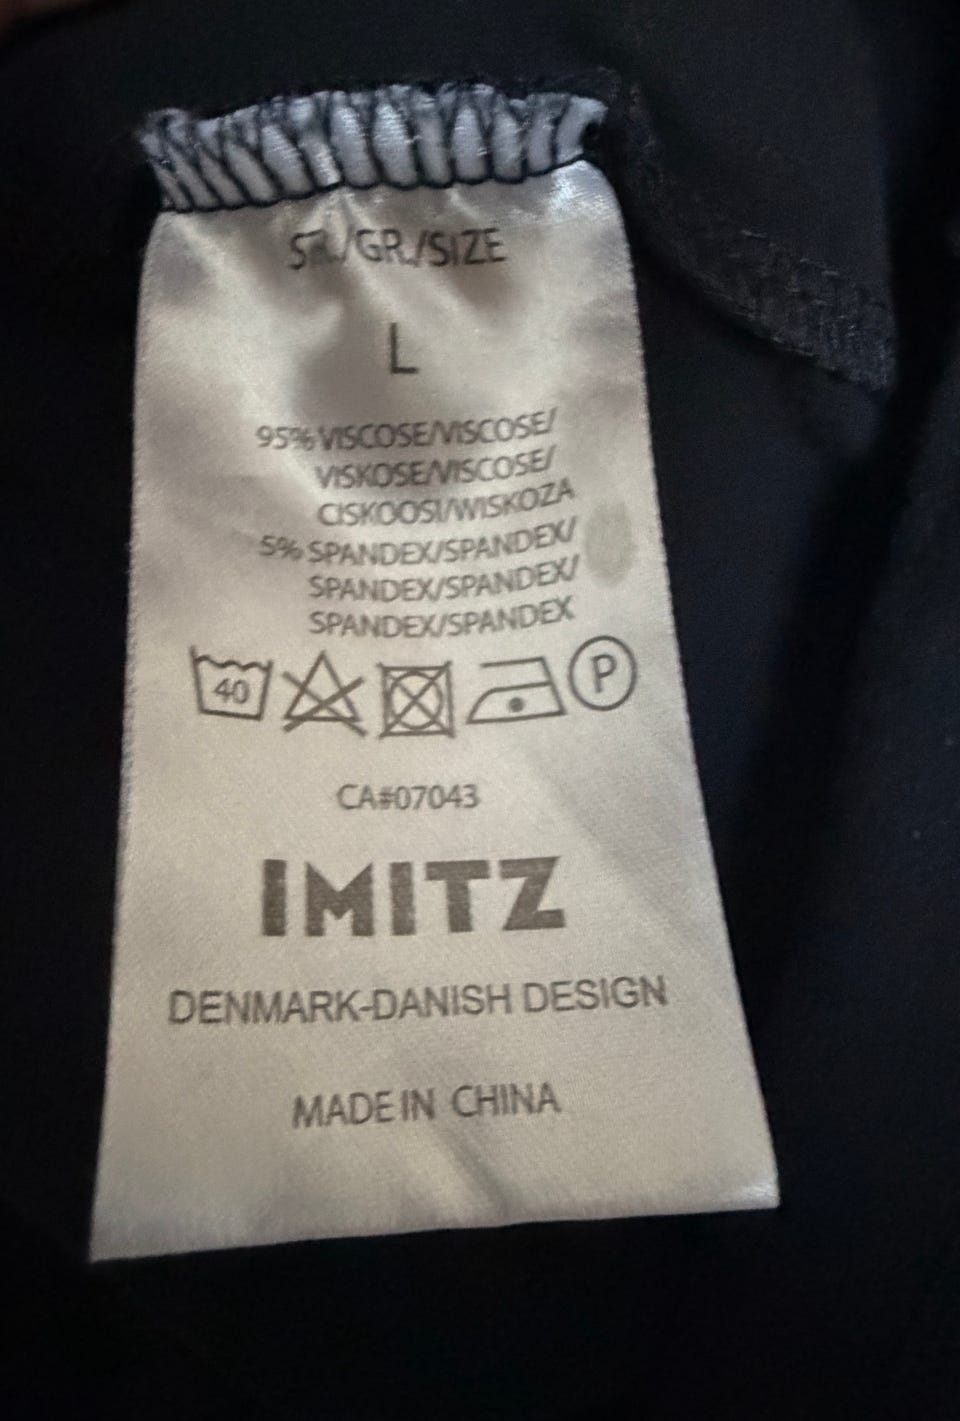 STR./GR./SIZE
L
95% VISCOSE/VISCOSE/
VISKOSE/VISCOSE/
CISKOOSI/WISKOZA
5% SPANDEX/SPANDEX/
SPANDEX/SPANDEX/
SPANDEX/SPANDEX
40 P
CA#07043
IMITZ
DENMARK-DANISH DESIGN
MADE IN CHINA